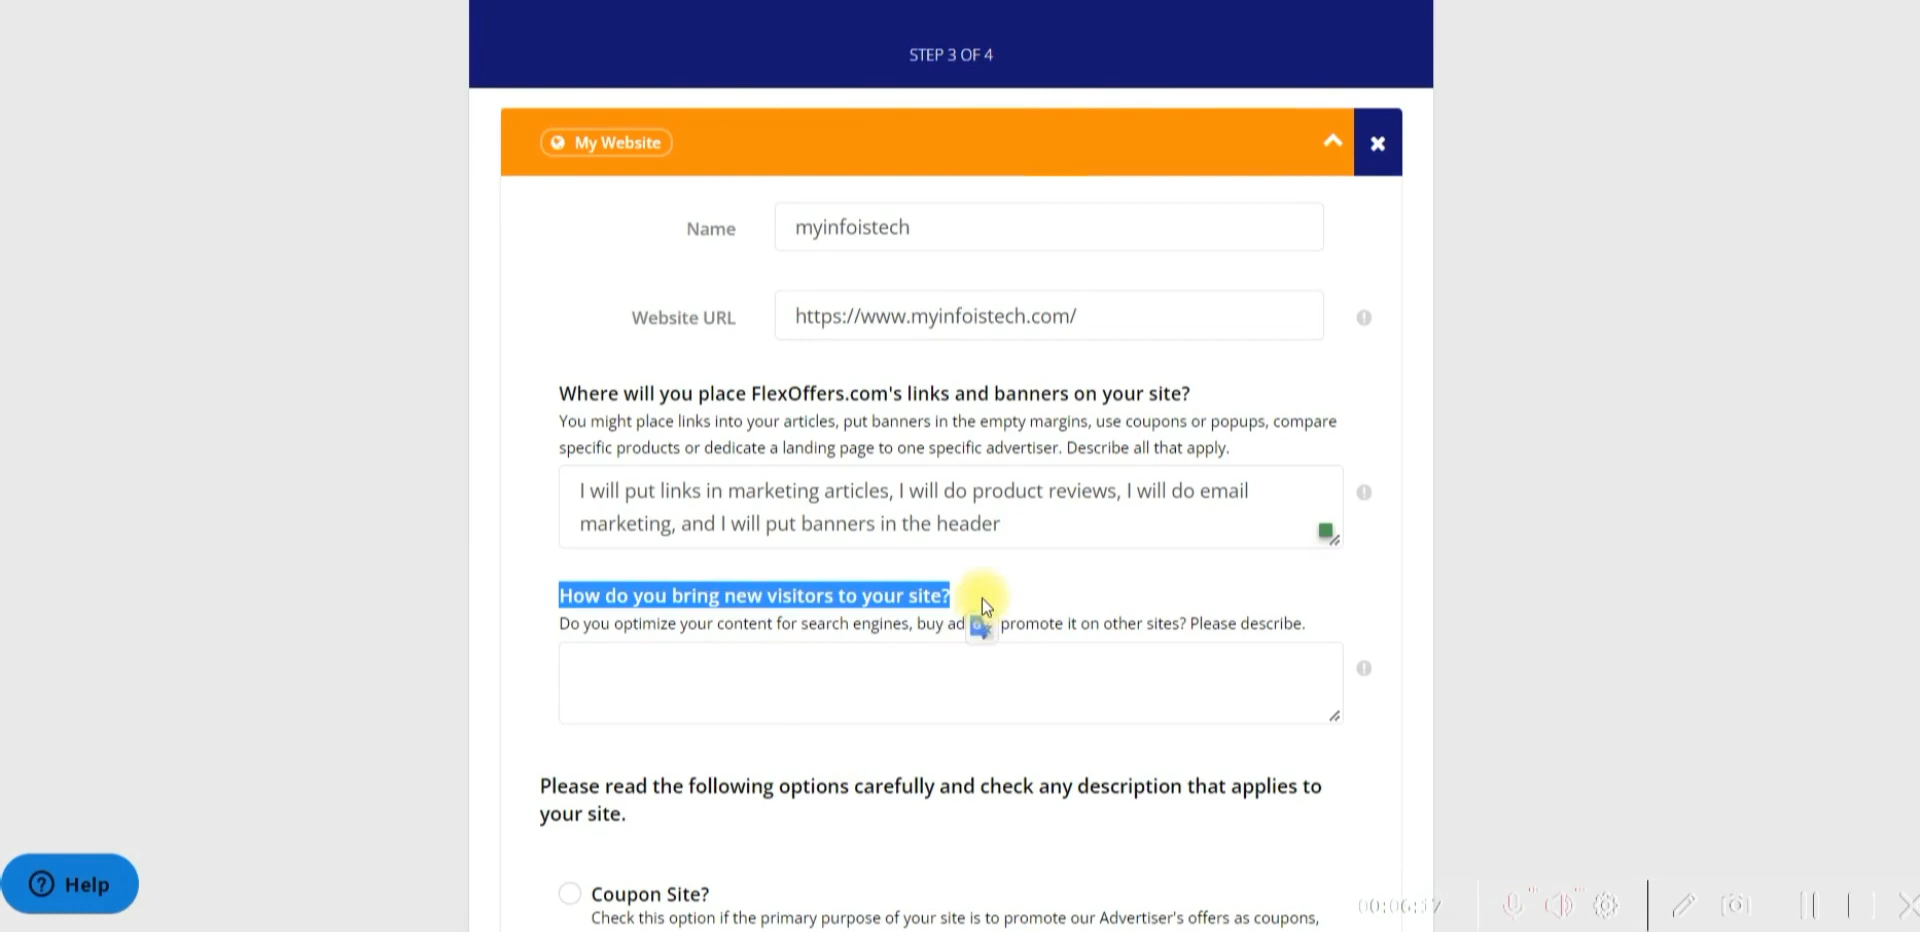 STEP 3 OF 4
My Website
Name
myinfoistech
Website URL
https://www.myinfoistech.com/
Where will you place FlexOffers.com's links and banners on your site?
You might place links into your articles, put banners in the empty margins, use coupons or popups, compare
specific products or dedicate a landing page to one specific advertiser. Describe all that apply.
I will put links in marketing articles, I will do product reviews, I will do email
marketing, and I will put banners in the header
How do you bring new visitors to your site?
Do you optimize your content for search engines, buy ad promote it on other sites? Please describe.
Please read the following options carefully and check any description that applies to
your site.
Coupon Site?
Check this option if the primary purpose of your site is to promote our Advertiser's offers as coupons,
Help